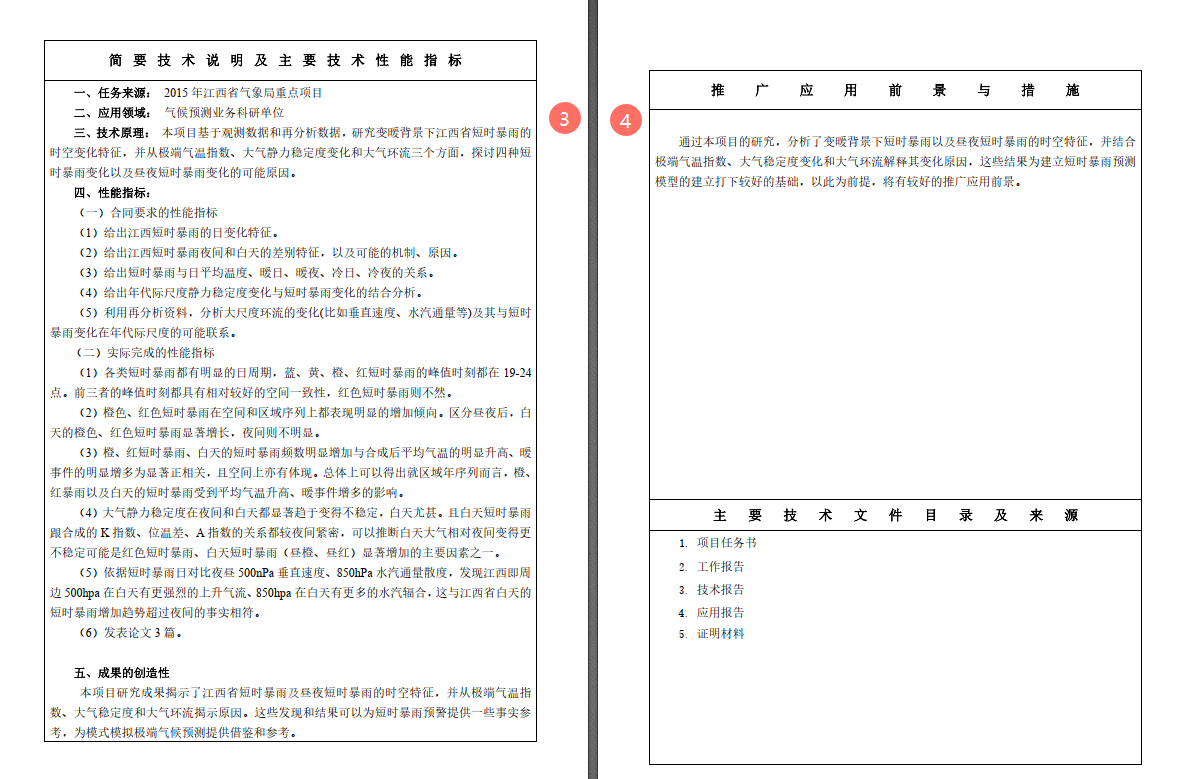 简要技术说明及主要技术性能指标
一、任务来源： 2015年江西省气象局重点项目
二、应用领域： 气候预测业务科研单位
三、技术原理： 本项目基于观测数据和再分析数据，研究变暖背景下江西省短时暴雨的
时空变化特征，并从极端气温指数、大气静力稳定度变化和大气环流三个方面，探讨四种短
时暴雨变化以及昼夜短时暴雨变化的可能原因。
四、性能指标：
（一）合同要求的性能指标
（1）给出江西短时暴雨的日变化特征。
（2）给出江西短时暴雨夜间和白天的差别特征，以及可能的机制、原因。
（3）给出短时暴雨与日平均温度、暖日、暖夜、冷日、冷夜的关系。
（4）给出年代际尺度静力稳定度变化与短时暴雨变化的结合分析。
（5）利用再分析资料，分析大尺度环流的变化(比如垂直速度、水汽通量等)及其与短时
暴雨变化在年代际尺度的可能联系。
（二）实际完成的性能指标
（1）各类短时暴雨都有明显的日周期，蓝、黄、橙、红短时暴雨的峰值时刻都在19-24
点。前三者的峰值时刻都具有相对较好的空间一致性，红色短时暴雨则不然。
（2）橙色、红色短时暴雨在空间和区域序列上都表现明显的增加倾向。区分昼夜后，白
天的橙色、红色短时暴雨显著增长，夜间则不明显。
（3）橙、红短时暴雨、白天的短时暴雨频数明显增加与合成后平均气温的明显升高、暖
事件的明显增多为显著正相关，且空间上亦有体现。总体上可以得出就区域年序列而言，橙、
红暴雨以及白天的短时暴雨受到平均气温升高、暖事件增多的影响。
（4）大气静力稳定度在夜间和白天都显著趋于变得不稳定，白天尤甚。且白天短时暴雨
跟合成的K指数、位温差、A指数的关系都较夜间紧密，可以推断白天大气相对夜间变得更
不稳定可能是红色短时暴雨、白天短时暴雨（昼橙、昼红）显著增加的主要因素之一。
（5）依据短时暴雨日对比夜昼500nPa垂直速度、850hPa水汽通量散度，发现江西即周
边500hpa在白天有更强烈的上升气流、850hpa在白天有更多的水汽辐合，这与江西省白天的
短时暴雨增加趋势超过夜间的事实相符。
（6）发表论文3篇。
五、成果的创造性
本项目研究成果揭示了江西省短时暴雨及昼夜短时暴雨的时空特征，并从极端气温指
数、大气稳定度和大气环流揭示原因。这些发现和结果可以为短时暴雨预警提供一些事实参
考，为模式模拟极端气候预测提供借鉴和参考。
3
4
推广应用前景与措施
通过本项目的研究，分析了变暖背景下短时暴雨以及昼夜短时暴雨的时空特征，并结合
极端气温指数、大气稳定度变化和大气环流解释其变化原因，这些结果为建立短时暴雨预测
模型的建立打下较好的基础，以此为前提，将有较好的推广应用前景。
主要技术文件目录及来源
1. 项目任务书
2. 工作报告
3. 技术报告
4. 应用报告
5. 证明材料